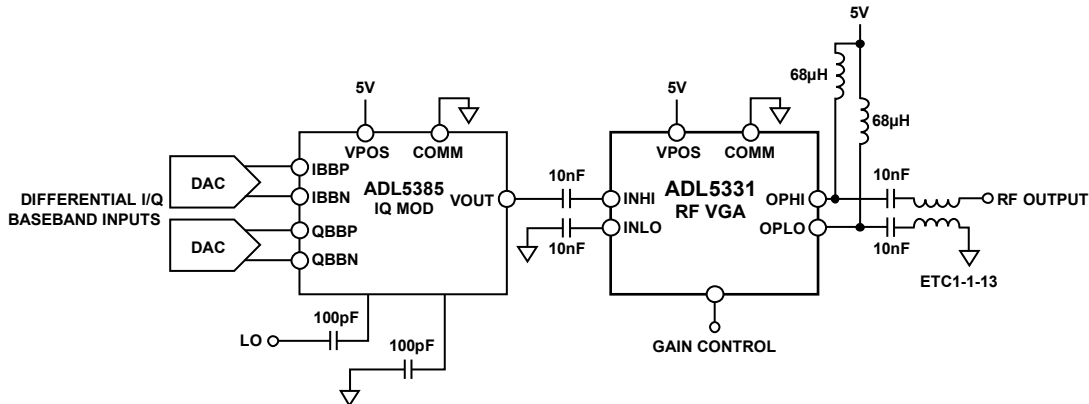 5V
68µH
5V
5V
68µH
VPOS
COMM
VPOS
COMM
DIFFERENTIAL I/Q
BASEBAND INPUTS
DAC
DAC
IBBP
IBBN
QBBP
QBBN
ADL5385
IQ MOD
VOUT
10nF
10nF
INHI
INLO
ADL5331
RF VGA
OPHI
OPLO
10nF
10nF
RF OUTPUT
ETC1-1-13
100pF
LO
100pF
GAIN CONTROL